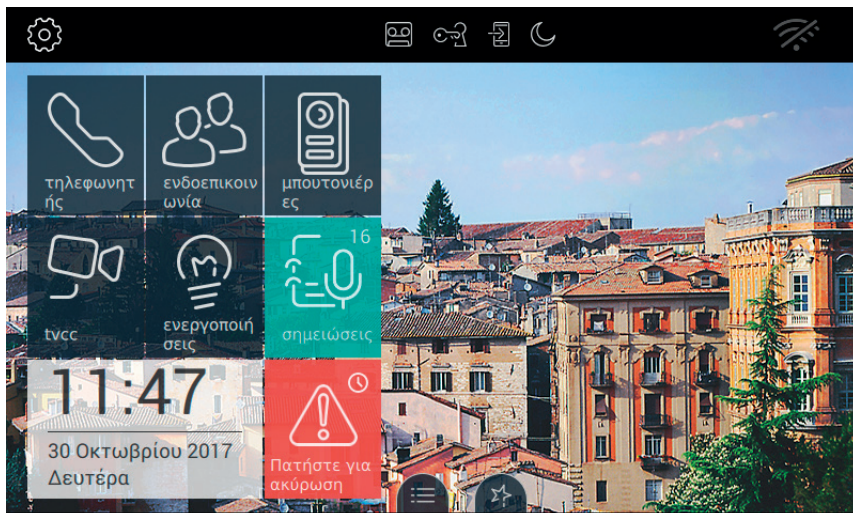 τηλεφωνητ
ής
ενδοεπικοιν
ωνία
μπουτονιέρ
ες
tvcc
ενεργοποιή
σεις
16
σημειώσεις
11:47
30 Οκτωβρίου 2017
Δευτέρα
Πατήστε για
ακύρωση